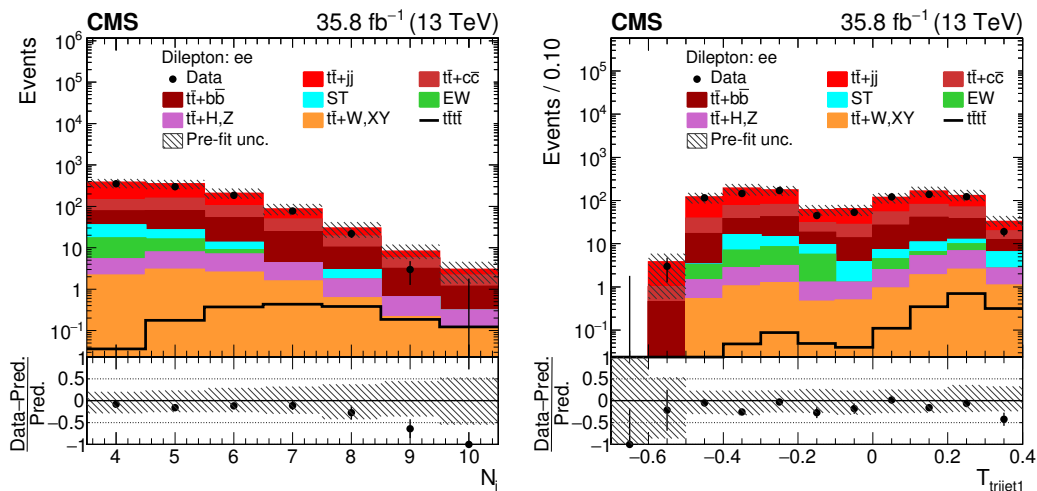 CMS 35.8 fb⁻¹ (13 TeV)
Events
Dilepton: ee
Data tt̄+jj tt̄+cc̄
tt̄+bb̄ ST EW
tt̄+H,Z tt̄+W,XY tt̄tt̄
Pre-fit unc.
10⁶
10⁵
10⁴
10³
10²
10
1
10⁻¹
Data−Pred
Pred.
1
0.5
0
−0.5
−1
4 5 6 7 8 9 10
N_j
CMS 35.8 fb⁻¹ (13 TeV)
Events / 0.10
Dilepton: ee
Data tt̄+jj tt̄+cc̄
tt̄+bb̄ ST EW
tt̄+H,Z tt̄+W,XY tt̄tt̄
Pre-fit unc.
10⁵
10⁴
10³
10²
10
1
10⁻¹
Data−Pred
Pred.
1
0.5
0
−0.5
−1
−0.6 −0.4 −0.2 0 0.2 0.4
T_trijet1